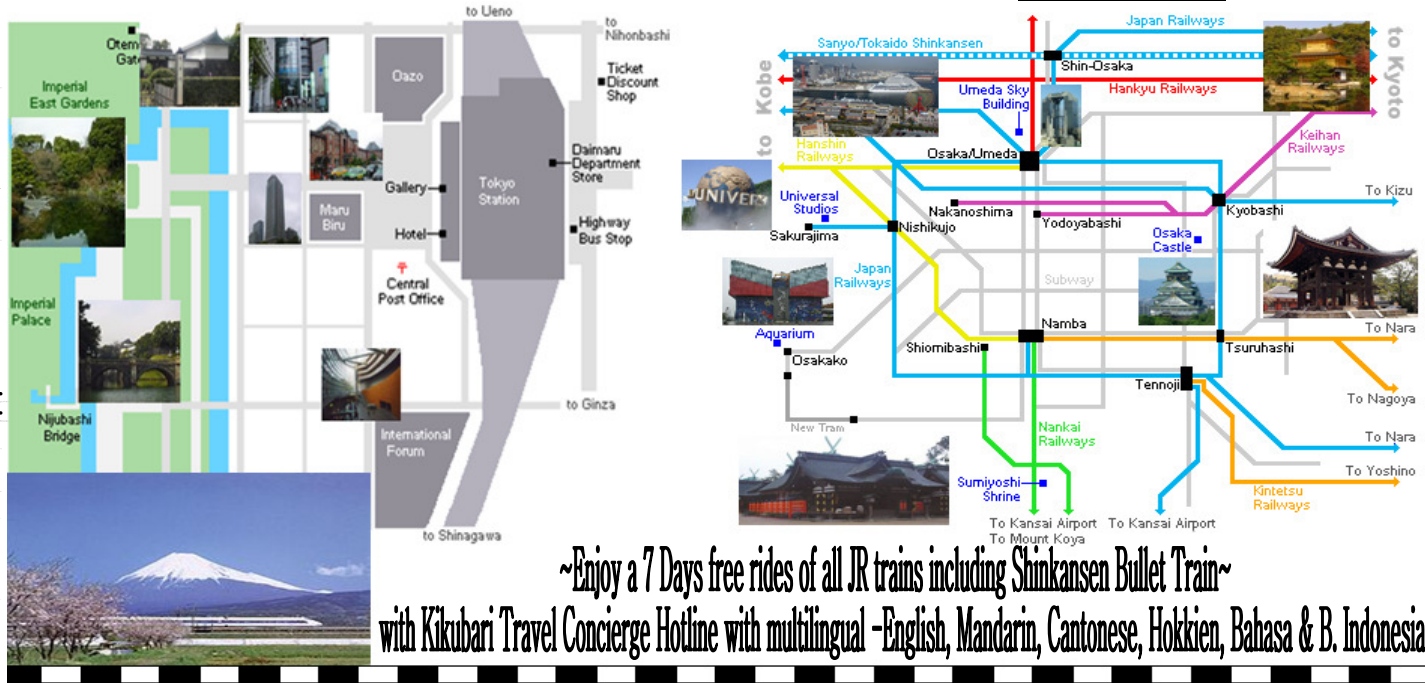 to Ueno
to
Nihonbashi
Otem
Gate
Imperial
East Gardens
Oazo
Ticket
Discount
Shop
Daimaru
Department
Store
Gallery
Tokyo
Station
Maru
Biru
Hotel
Highway
Bus Stop
Central
Post Office
Imperial
Palace
to Ginza
Nijubashi
Bridge
International
Forum
to Shinagawa
Japan Railways
Sanyo/Tokaido Shinkansen
Shin-Osaka
to Kobe
to Kyoto
Umeda Sky
Building
Hankyu Railways
Hanshin
Railways
Osaka/Umeda
Keihan
Railways
UNIVER
Universal
Studios
Sakurajima
Nishikujo
Nakanoshima
Yodoyabashi
Kyobashi
To Kizu
Osaka
Castle
Japan
Railways
Subway
Aquarium
Osakako
Namba
Shiomibashi
Tsuruhashi
To Nara
Tennoji
To Nagoya
New Tram
Nankai
Railways
To Nara
To Yoshino
Sumiyoshi
Shrine
Kintetsu
Railways
To Kansai Airport
To Mount Koya
To Kansai Airport
~Enjoy a 7 Days free rides of all JR trains including Shinkansen Bullet Train~
with Kikubari Travel Concierge Hotline with multilingual -English, Mandarin, Cantonese, Hokkien, Bahasa & B. Indonesia